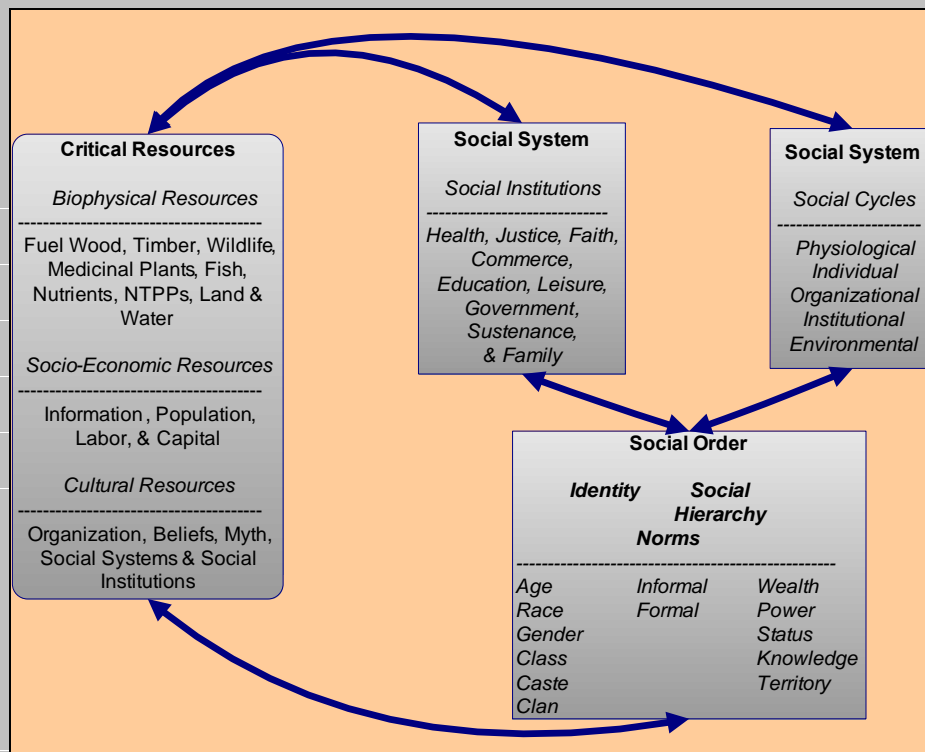 Critical Resources
Biophysical Resources
---------------------------------------
Fuel Wood, Timber, Wildlife,
Medicinal Plants, Fish,
Nutrients, NTPPs, Land &
Water
Socio-Economic Resources
---------------------------------------
Information, Population,
Labor, & Capital
Cultural Resources
---------------------------------------
Organization, Beliefs, Myth,
Social Systems & Social
Institutions
Social System
Social Institutions
-----------------------------
Health, Justice, Faith,
Commerce,
Education, Leisure,
Government,
Sustenance,
& Family
Social System
Social Cycles
-----------------------
Physiological
Individual
Organizational
Institutional
Environmental
Social Order
Identity Social
Hierarchy
Norms
---------------------------------------------------
Age Informal Wealth
Race Formal Power
Gender Status
Class Knowledge
Caste Territory
Clan